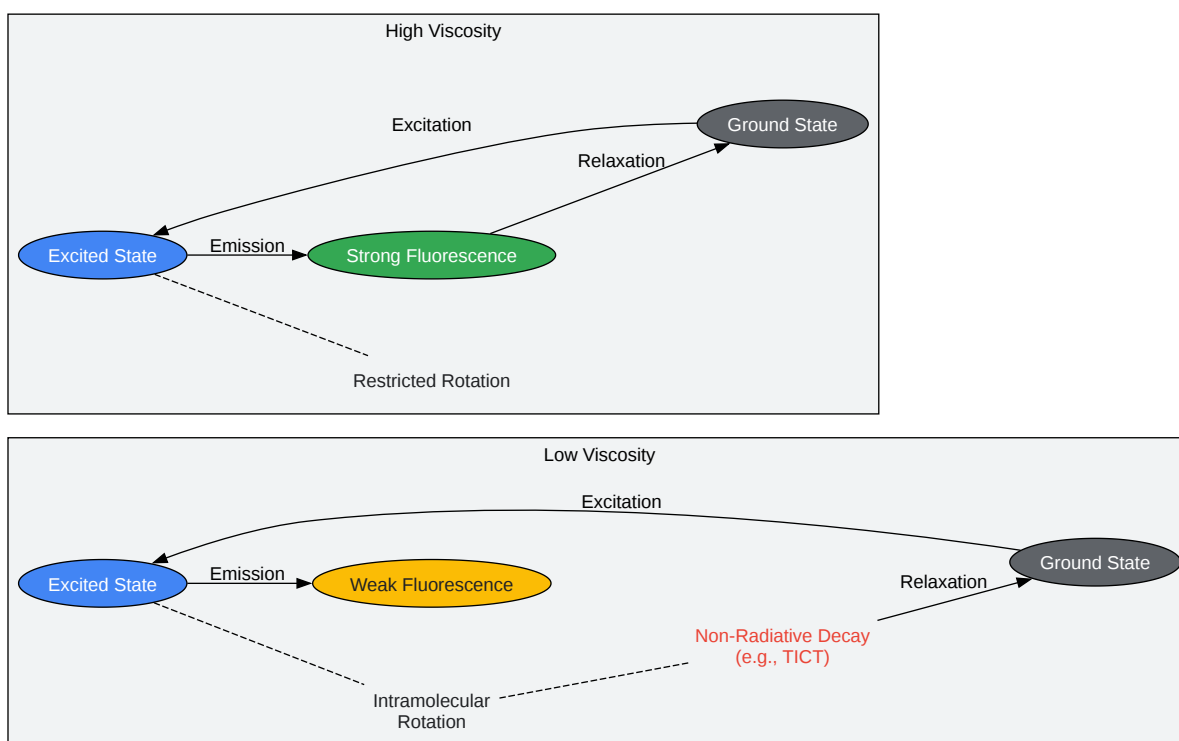 High Viscosity
Excitation
Ground State
Relaxation
Excited State
Emission
Strong Fluorescence
Restricted Rotation
Low Viscosity
Excitation
Ground State
Excited State
Emission
Weak Fluorescence
Relaxation
Non-Radiative Decay
(e.g., TICT)
Intramolecular
Rotation